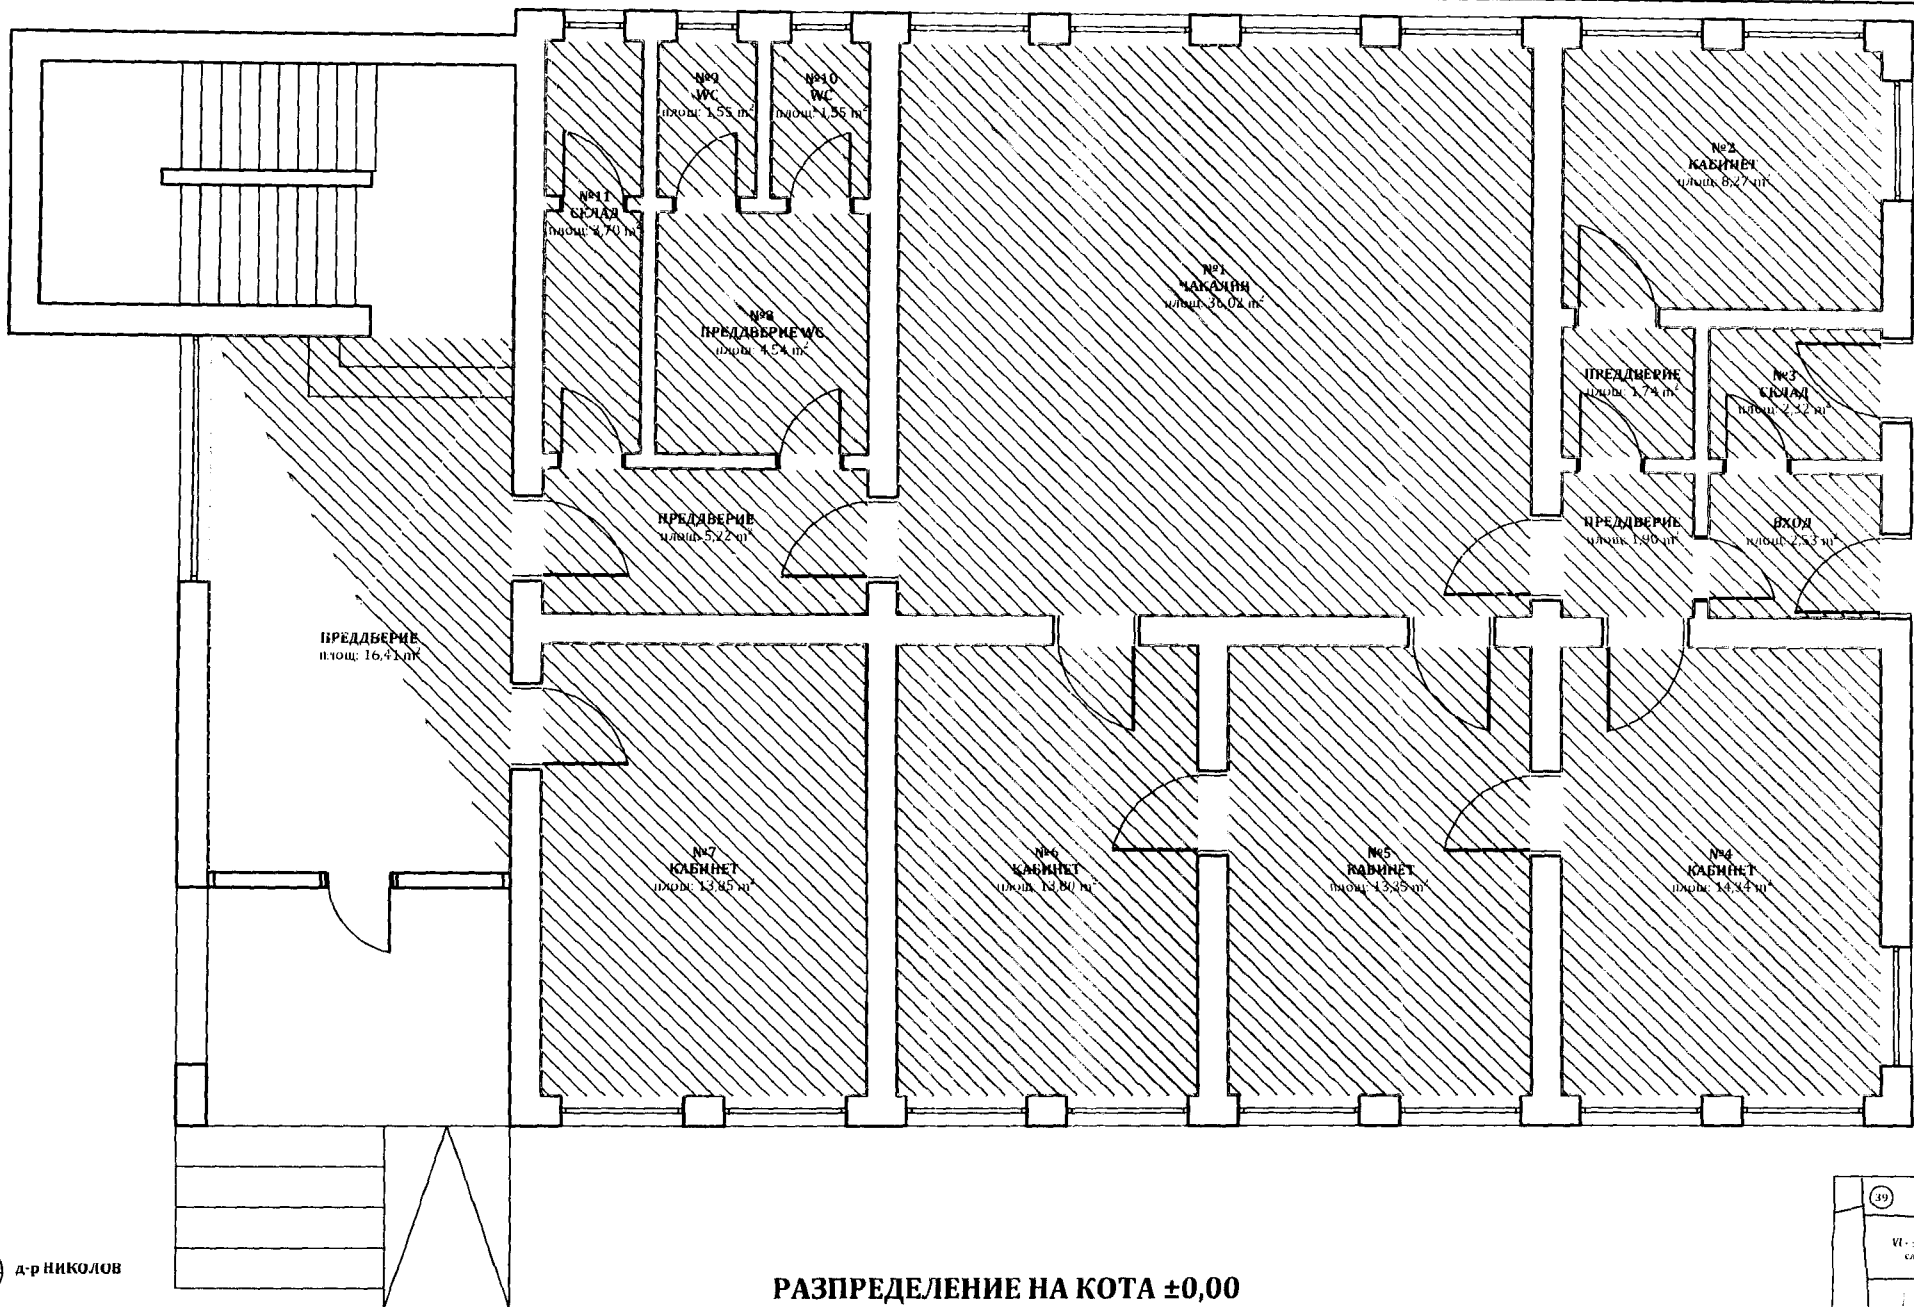 №9
WC
площ: 1,55 m²
№10
WC
площ: 1,55 m²
№2
КАБИНЕТ
площ: 8,27 m²
№11
СКЛАД
площ: 3,70 m²
№1
ЧАКАЛНЯ
площ: 36,02 m²
№8
ПРЕДДВЕРИЕ WC
площ: 4,54 m²
ПРЕДДВЕРИЕ
площ: 1,74 m²
№3
СКЛАД
площ: 2,32 m²
ПРЕДДВЕРИЕ
площ: 5,22 m²
ПРЕДДВЕРИЕ
площ: 1,90 m²
ВХОД
площ: 2,53 m²
ПРЕДДВЕРИЕ
площ: 16,41 m²
№7
КАБИНЕТ
площ: 13,85 m²
№6
КАБИНЕТ
площ: 13,80 m²
№5
КАБИНЕТ
площ: 13,35 m²
№4
КАБИНЕТ
площ: 14,34 m²
39
VI-
д-р НИКОЛОВ
РАЗПРЕДЕЛЕНИЕ НА КОТА ±0,00